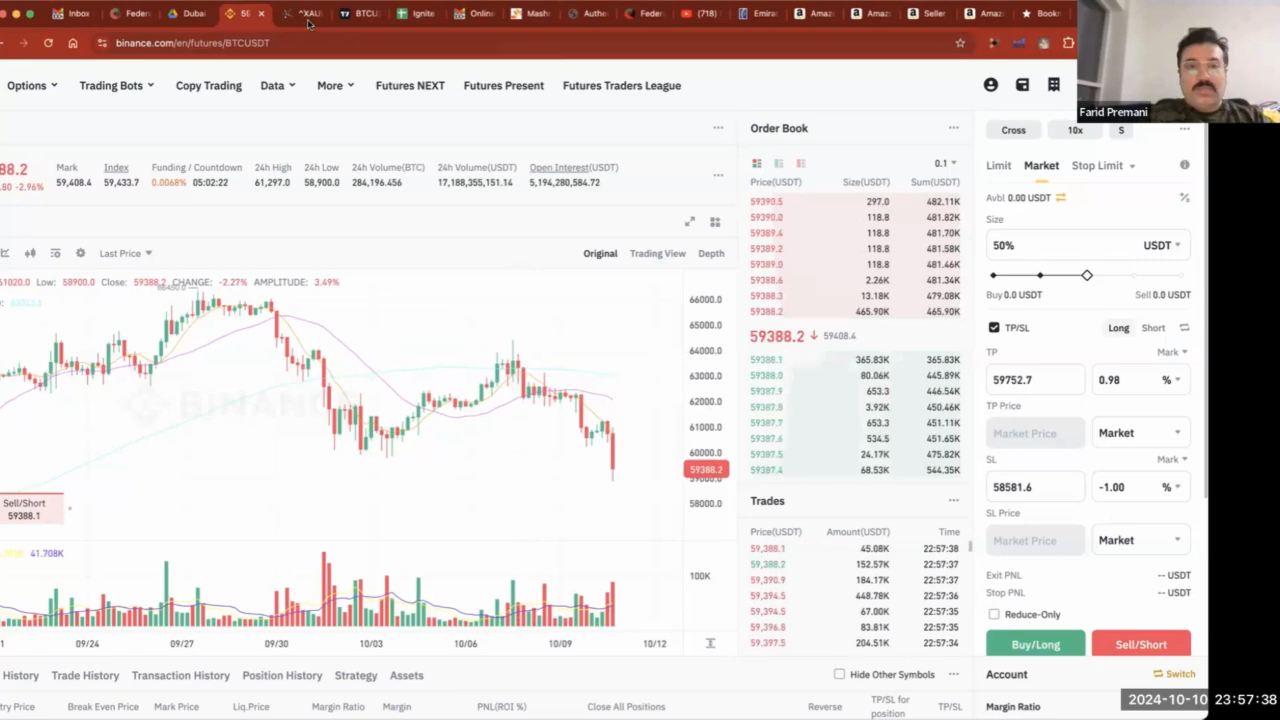 Inbox
Federa
Dubai
59
^XAU
BTCU
Ignite
Online
Mashr
Authe
Federa
(718)
Emira
Amaz
Amaz
Seller
Amaz
Bookn
binance.com/en/futures/BTCUSDT
Options
Trading Bots
Copy Trading
Data
More
Futures NEXT
Futures Present
Futures Traders League
Farid Premani
88.2
.80 -2.96%
Mark
59,408.4
Index
59,433.7
Funding / Countdown
0.0068% 05:02:22
24h High
61,297.0
24h Low
58,900.0
24h Volume(BTC)
284,196.456
24h Volume(USDT)
17,188,355,151.14
Open Interest(USDT)
5,194,280,584.72
Last Price
Original
Trading View
Depth
61020.0 Low: 58900.0 Close: 59388.2 CHANGE: -2.27% AMPLITUDE: 3.49%
66000.0
65000.0
64000.0
63000.0
62000.0
61000.0
60000.0
59388.2
59000.0
58000.0
Sell/Short
59388.1
41.708K
100K
09/24
09/27
09/30
10/03
10/06
10/09
10/12
Order Book
0.1
Price(USDT) Size(USDT) Sum(USDT)
59390.5 297.0 482.11K
59390.0 118.8 481.82K
59389.4 118.8 481.70K
59389.2 118.8 481.58K
59389.0 118.8 481.46K
59388.6 2.26K 481.34K
59388.3 13.18K 479.08K
59388.2 465.90K 465.90K
59388.2 59408.4
59388.1 365.83K 365.83K
59388.0 80.06K 445.89K
59387.9 653.3 446.54K
59387.8 3.92K 450.46K
59387.7 653.3 451.11K
59387.6 534.5 451.65K
59387.5 24.17K 475.82K
59387.4 68.53K 544.35K
Trades
Price(USDT) Amount(USDT) Time
59,388.1 45.08K 22:57:38
59,388.2 152.57K 22:57:37
59,390.9 184.17K 22:57:37
59,394.5 448.78K 22:57:36
59,394.5 67.00K 22:57:35
59,396.8 83.81K 22:57:35
59,397.5 204.51K 22:57:34
Cross
10x
S
Limit
Market
Stop Limit
Avbl 0.00 USDT
Size
50% USDT
Buy 0.0 USDT
Sell 0.0 USDT
TP/SL
Long
Short
TP
Mark
59752.7
0.98 %
TP Price
Market Price
Market
SL
Mark
58581.6
-1.00 %
SL Price
Market Price
Market
Exit PNL
-- USDT
Stop PNL
-- USDT
Reduce-Only
Buy/Long
Sell/Short
History
Trade History
Transaction History
Position History
Strategy
Assets
Hide Other Symbols
Account
Switch
try Price
Break Even Price
Mark Price
Liq.Price
Margin Ratio
Margin
PNL(ROI %)
Close All Positions
Reverse
TP/SL for
position
TP/SL
Margin Ratio
2024-10-10 23:57:38